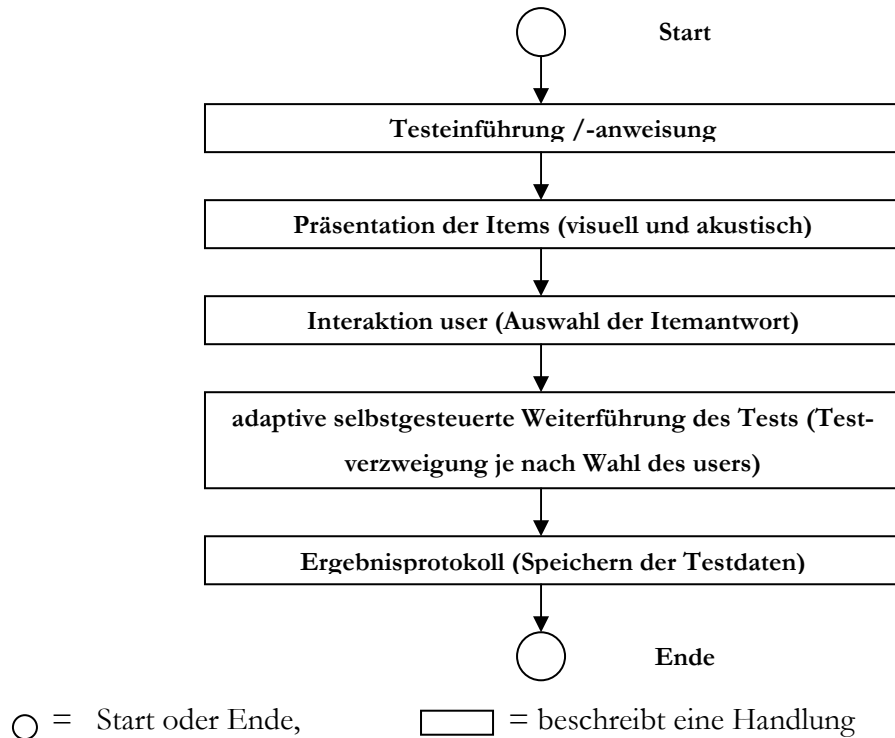 Start
Testeinführung /-anweisung
Präsentation der Items (visuell und akustisch)
Interaktion user (Auswahl der Itemantwort)
adaptive selbstgesteuerte Weiterführung des Tests (Test-
verzweigung je nach Wahl des users)
Ergebnisprotokoll (Speichern der Testdaten)
Ende
= Start oder Ende, = beschreibt eine Handlung